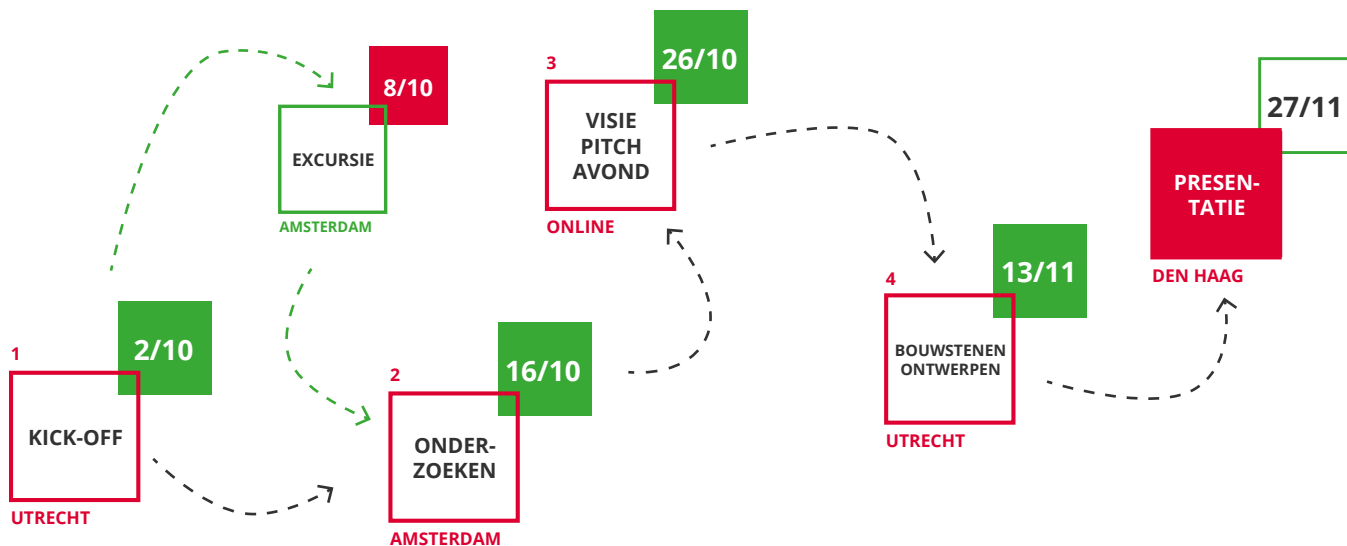 1
2/10
KICK-OFF
UTRECHT
8/10
EXCURSIE
AMSTERDAM
2
16/10
ONDER-
ZOEKEN
AMSTERDAM
3
26/10
VISIE
PITCH
AVOND
ONLINE
4
13/11
BOUWSTENEN
ONTWERPEN
UTRECHT
27/11
PRESEN-
TATIE
DEN HAAG